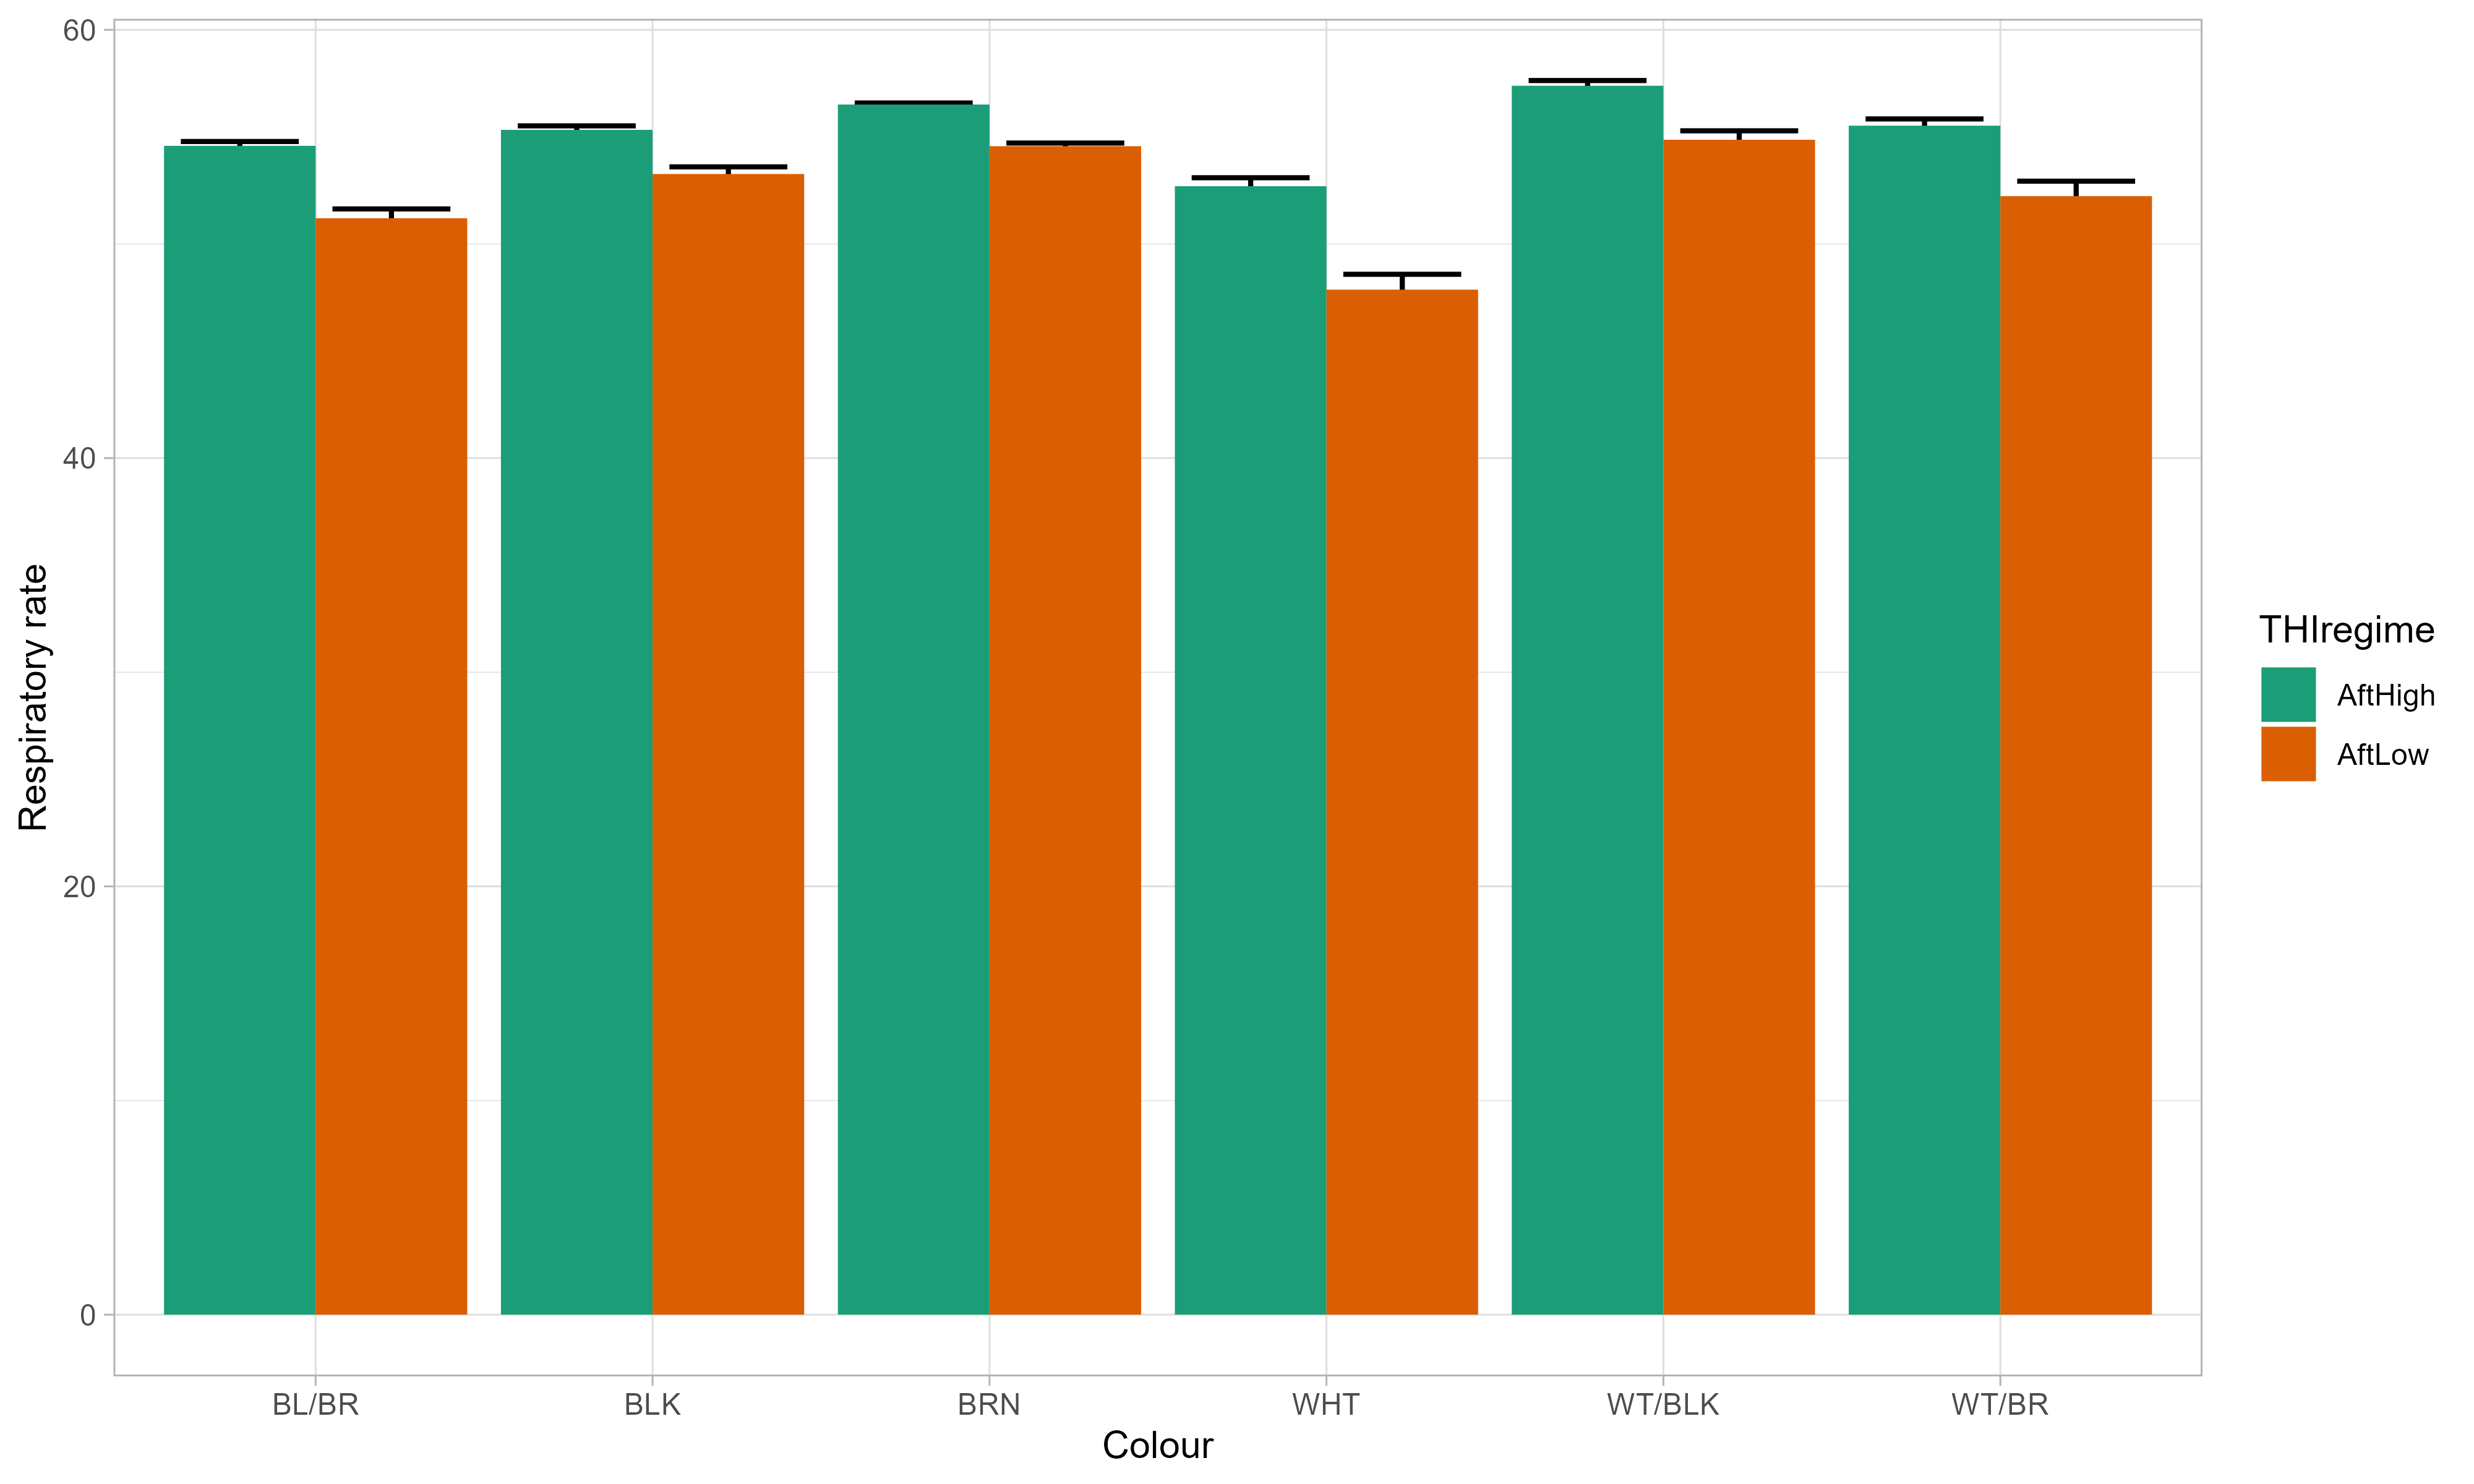 60
40
20
0
Respiratory rate
BL/BR
BLK
BRN
WHT
WT/BLK
WT/BR
Colour
THIregime
AftHigh
AftLow